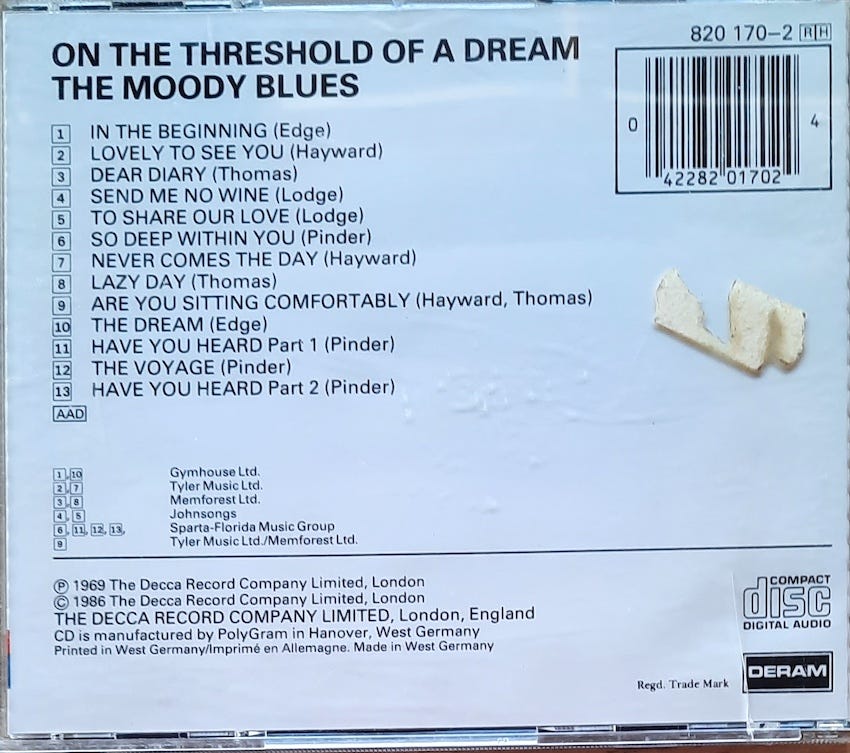 ON THE THRESHOLD OF A DREAM
THE MOODY BLUES
820 170–2 RH
0 42282 01702 4
1 IN THE BEGINNING (Edge)
2 LOVELY TO SEE YOU (Hayward)
3 DEAR DIARY (Thomas)
4 SEND ME NO WINE (Lodge)
5 TO SHARE OUR LOVE (Lodge)
6 SO DEEP WITHIN YOU (Pinder)
7 NEVER COMES THE DAY (Hayward)
8 LAZY DAY (Thomas)
9 ARE YOU SITTING COMFORTABLY (Hayward, Thomas)
10 THE DREAM (Edge)
11 HAVE YOU HEARD Part 1 (Pinder)
12 THE VOYAGE (Pinder)
13 HAVE YOU HEARD Part 2 (Pinder)
AAD
1, 10 Gymhouse Ltd.
2, 7 Tyler Music Ltd.
3, 8 Memforest Ltd.
4, 5 Johnsongs
6, 11, 12, 13, Sparta-Florida Music Group
9 Tyler Music Ltd./Memforest Ltd.
Ⓟ 1969 The Decca Record Company Limited, London
© 1986 The Decca Record Company Limited, London
THE DECCA RECORD COMPANY LIMITED, London, England
CD is manufactured by PolyGram in Hanover, West Germany
Printed in West Germany/Imprimé en Allemagne. Made in West Germany
COMPACT
disc
DIGITAL AUDIO
Regd. Trade Mark
DERAM